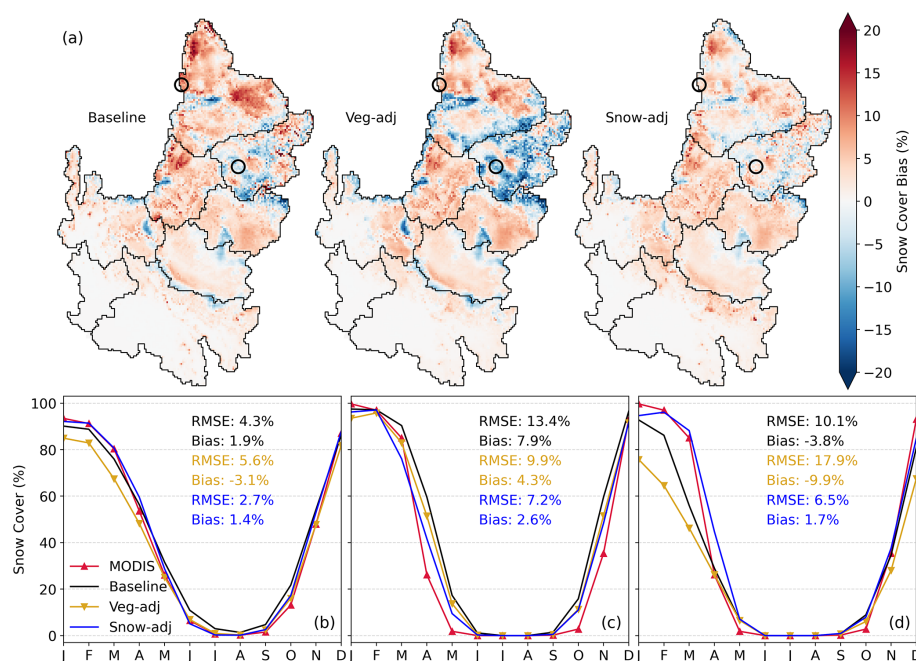 (a)
Baseline
Veg-adj
Snow-adj
20
15
10
5
0
−5
−10
−15
−20
Snow Cover Bias (%)
100
80
60
40
20
0
Snow Cover (%)
RMSE: 4.3%
Bias: 1.9%
RMSE: 5.6%
Bias: -3.1%
RMSE: 2.7%
Bias: 1.4%
MODIS
Baseline
Veg-adj
Snow-adj
(b)
J F M A M J J A S O N D
RMSE: 13.4%
Bias: 7.9%
RMSE: 9.9%
Bias: 4.3%
RMSE: 7.2%
Bias: 2.6%
(c)
J F M A M J J A S O N D
RMSE: 10.1%
Bias: -3.8%
RMSE: 17.9%
Bias: -9.9%
RMSE: 6.5%
Bias: 1.7%
(d)
J F M A M J J A S O N D